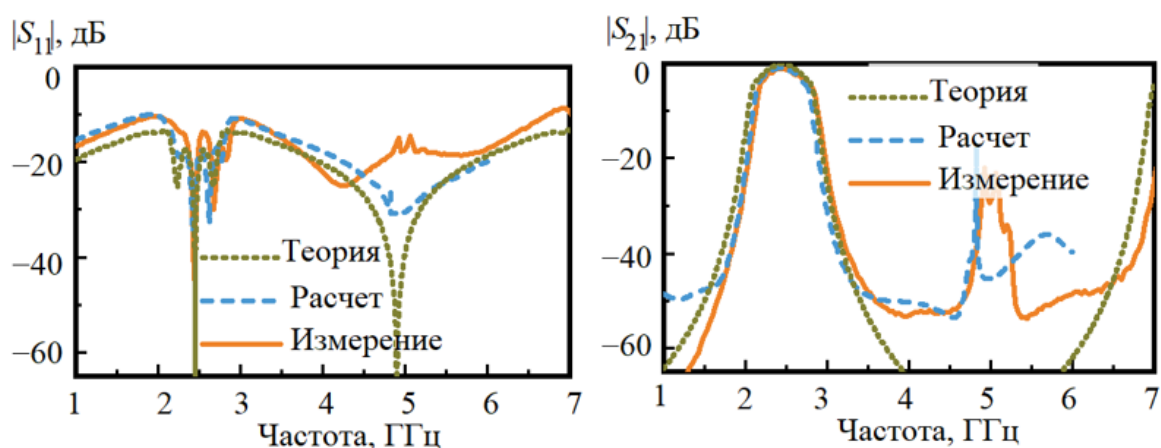 |S11|, дБ
0
−20
−40
−60
Теория
Расчет
Измерение
1 2 3 4 5 6 7
Частота, ГГц
|S21|, дБ
0
−20
−40
−60
Теория
Расчет
Измерение
1 2 3 4 5 6 7
Частота, ГГц